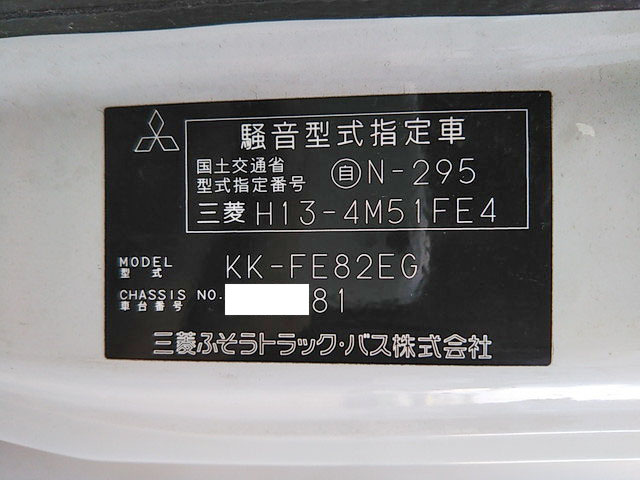 騒音型式指定車
国土交通省
型式指定番号 自N-295
三菱 H13-4M51FE4
MODEL
型式 KK-FE82EG
CHASSIS NO.
車台番号 81
三菱ふそうトラック・バス株式会社